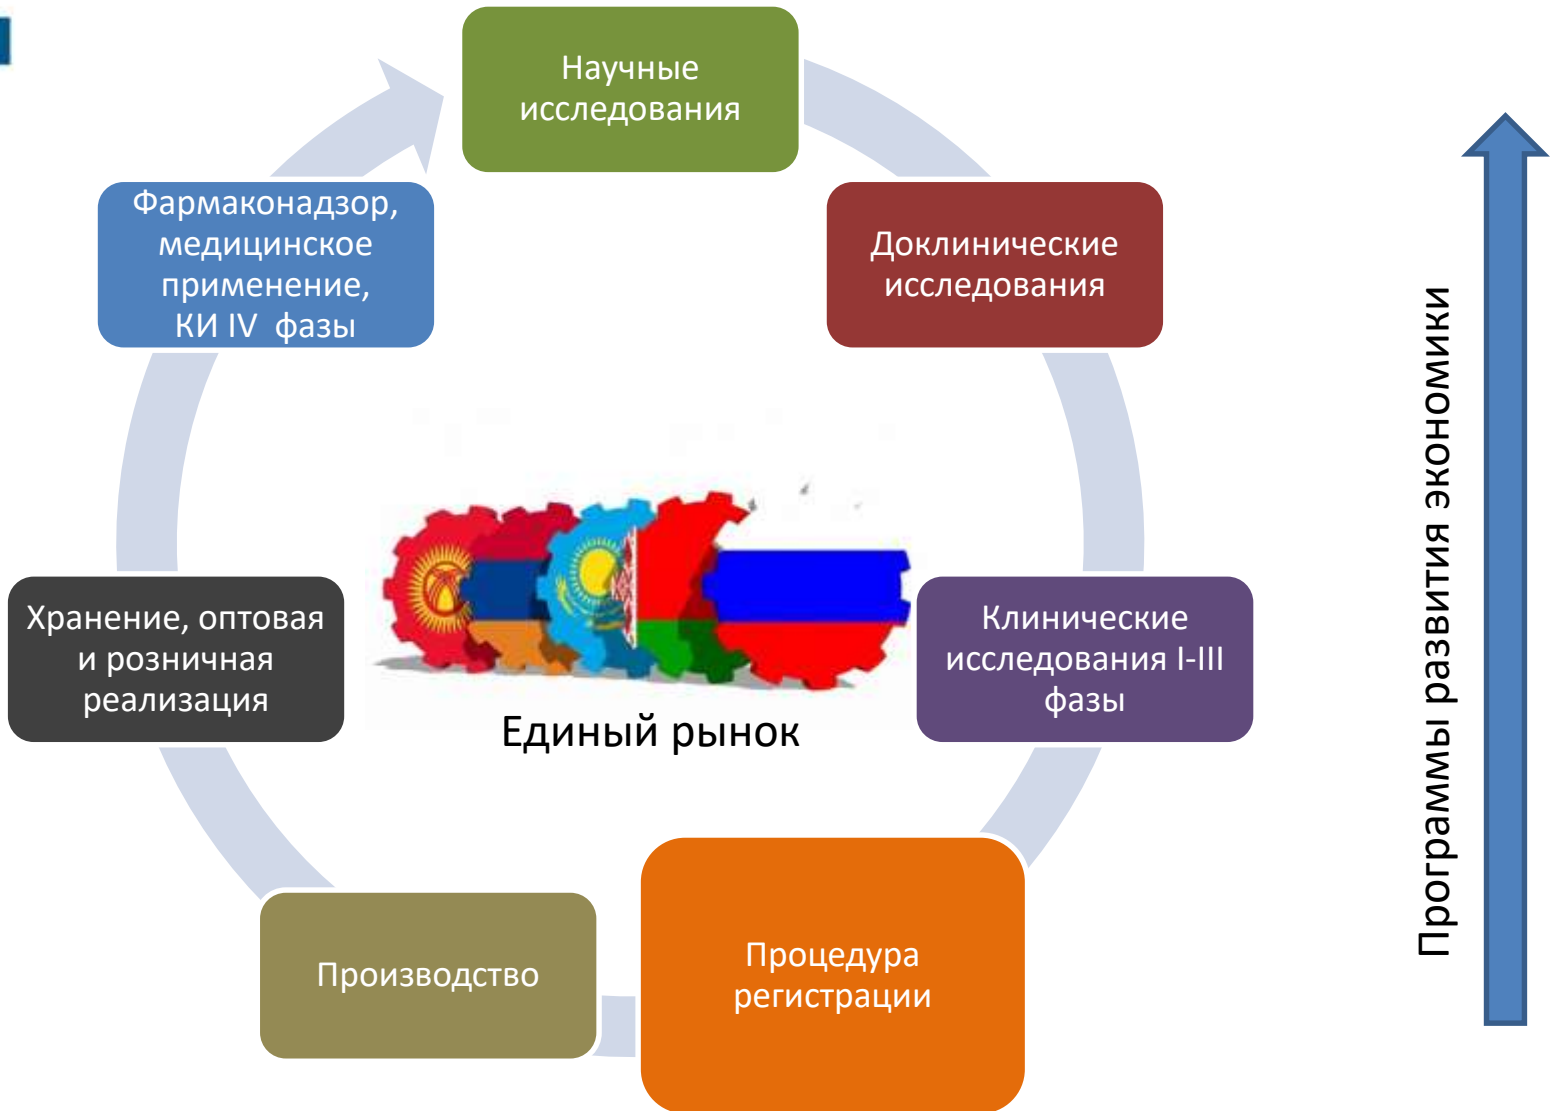 Научные
исследования
Доклинические
исследования
Клинические
исследования I-III
фазы
Процедура
регистрации
Производство
Хранение, оптовая
и розничная
реализация
Фармаконадзор,
медицинское
применение,
КИ IV  фазы
Единый рынок
Программы развития экономики